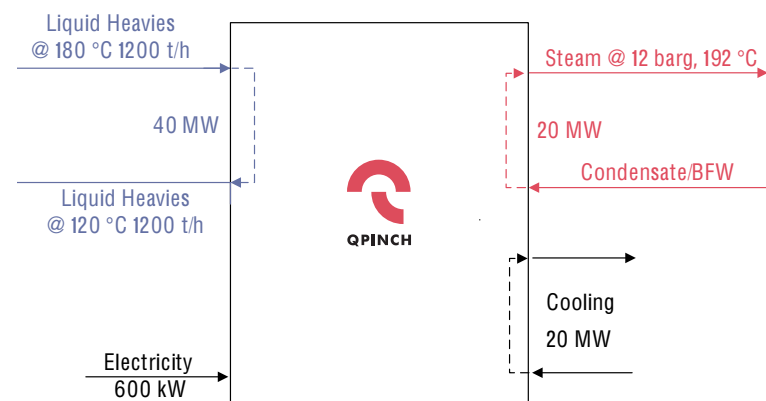 Liquid Heavies
@ 180 °C 1200 t/h
40 MW
Liquid Heavies
@ 120 °C 1200 t/h
Electricity
600 kW
QPINCH
Steam @ 12 barg, 192 °C
20 MW
Condensate/BFW
Cooling
20 MW